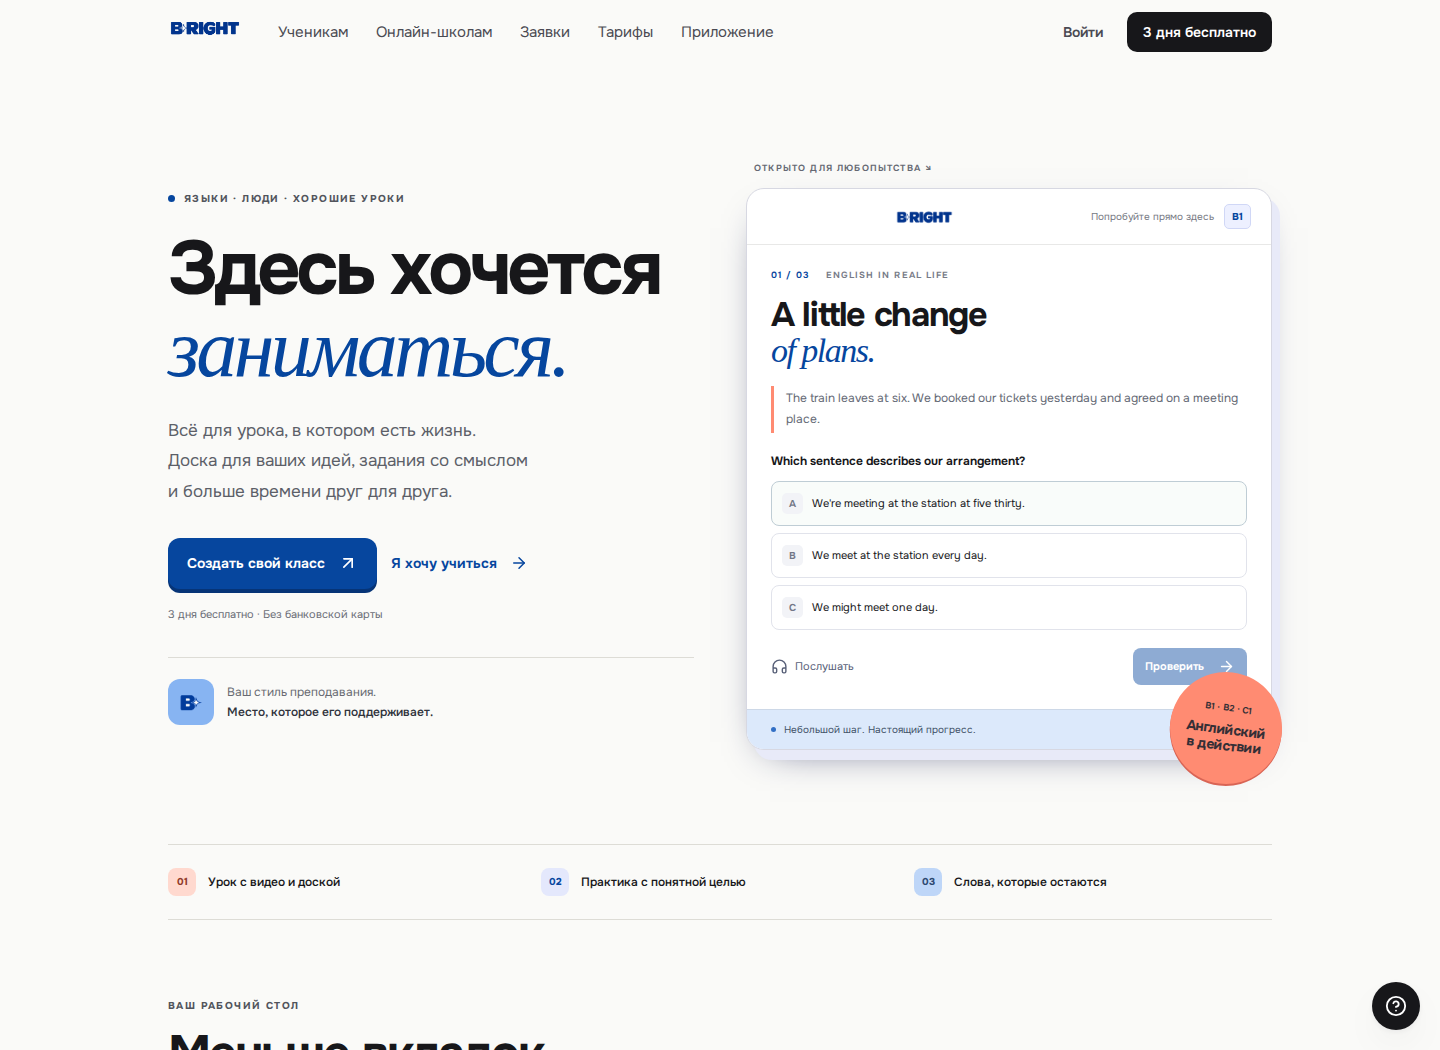 B RIGHT
Ученикам
Онлайн-школам
Заявки
Тарифы
Приложение
Войти
3 дня бесплатно
ЯЗЫКИ · ЛЮДИ · ХОРОШИЕ УРОКИ
Здесь хочется
заниматься.
Всё для урока, в котором есть жизнь.
Доска для ваших идей, задания со смыслом
и больше времени друг для друга.
Создать свой класс
Я хочу учиться
3 дня бесплатно · Без банковской карты
B
Ваш стиль преподавания.
Место, которое его поддерживает.
ОТКРЫТО ДЛЯ ЛЮБОПЫТСТВА
B RIGHT
Попробуйте прямо здесь
B1
01 / 03
ENGLISH IN REAL LIFE
A little change
of plans.
The train leaves at six. We booked our tickets yesterday and agreed on a meeting
place.
Which sentence describes our arrangement?
A
We're meeting at the station at five thirty.
B
We meet at the station every day.
C
We might meet one day.
Послушать
Проверить
Небольшой шаг. Настоящий прогресс.
B1 · B2 · C1
Английский
в действии
01
Урок с видео и доской
02
Практика с понятной целью
03
Слова, которые остаются
ВАШ РАБОЧИЙ СТОЛ
Меньше вкладок